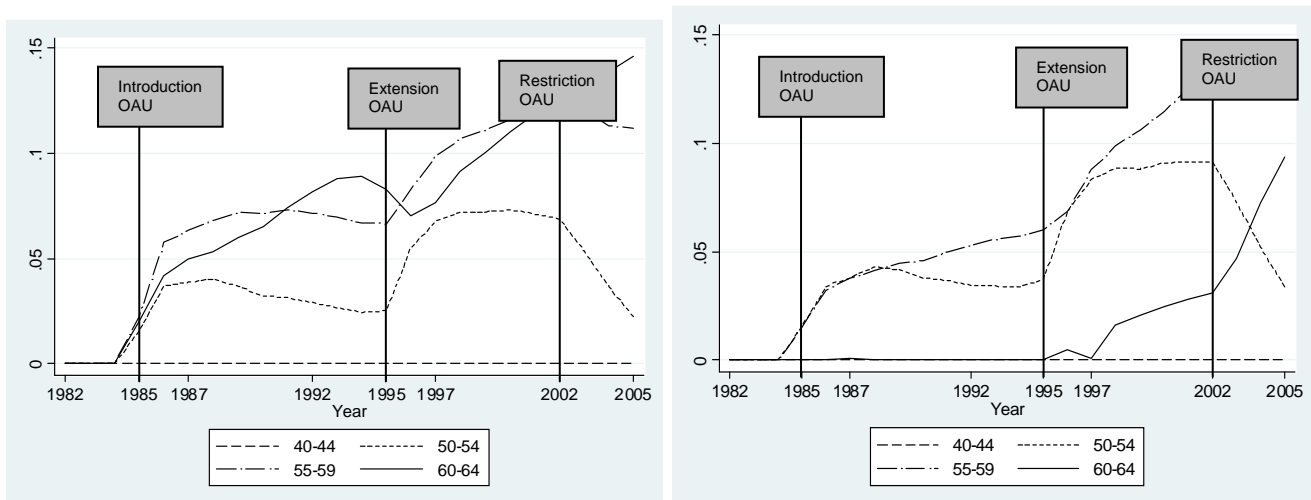 .15
.1
.05
0
Introduction
OAU
Extension
OAU
Restriction
OAU
1982 1985 1987 1992 1995 1997 2002 2005
Year
40-44 50-54
55-59 60-64
.15
.1
.05
0
Introduction
OAU
Extension
OAU
Restriction
OAU
1982 1985 1987 1992 1995 1997 2002 2005
Year
40-44 50-54
55-59 60-64